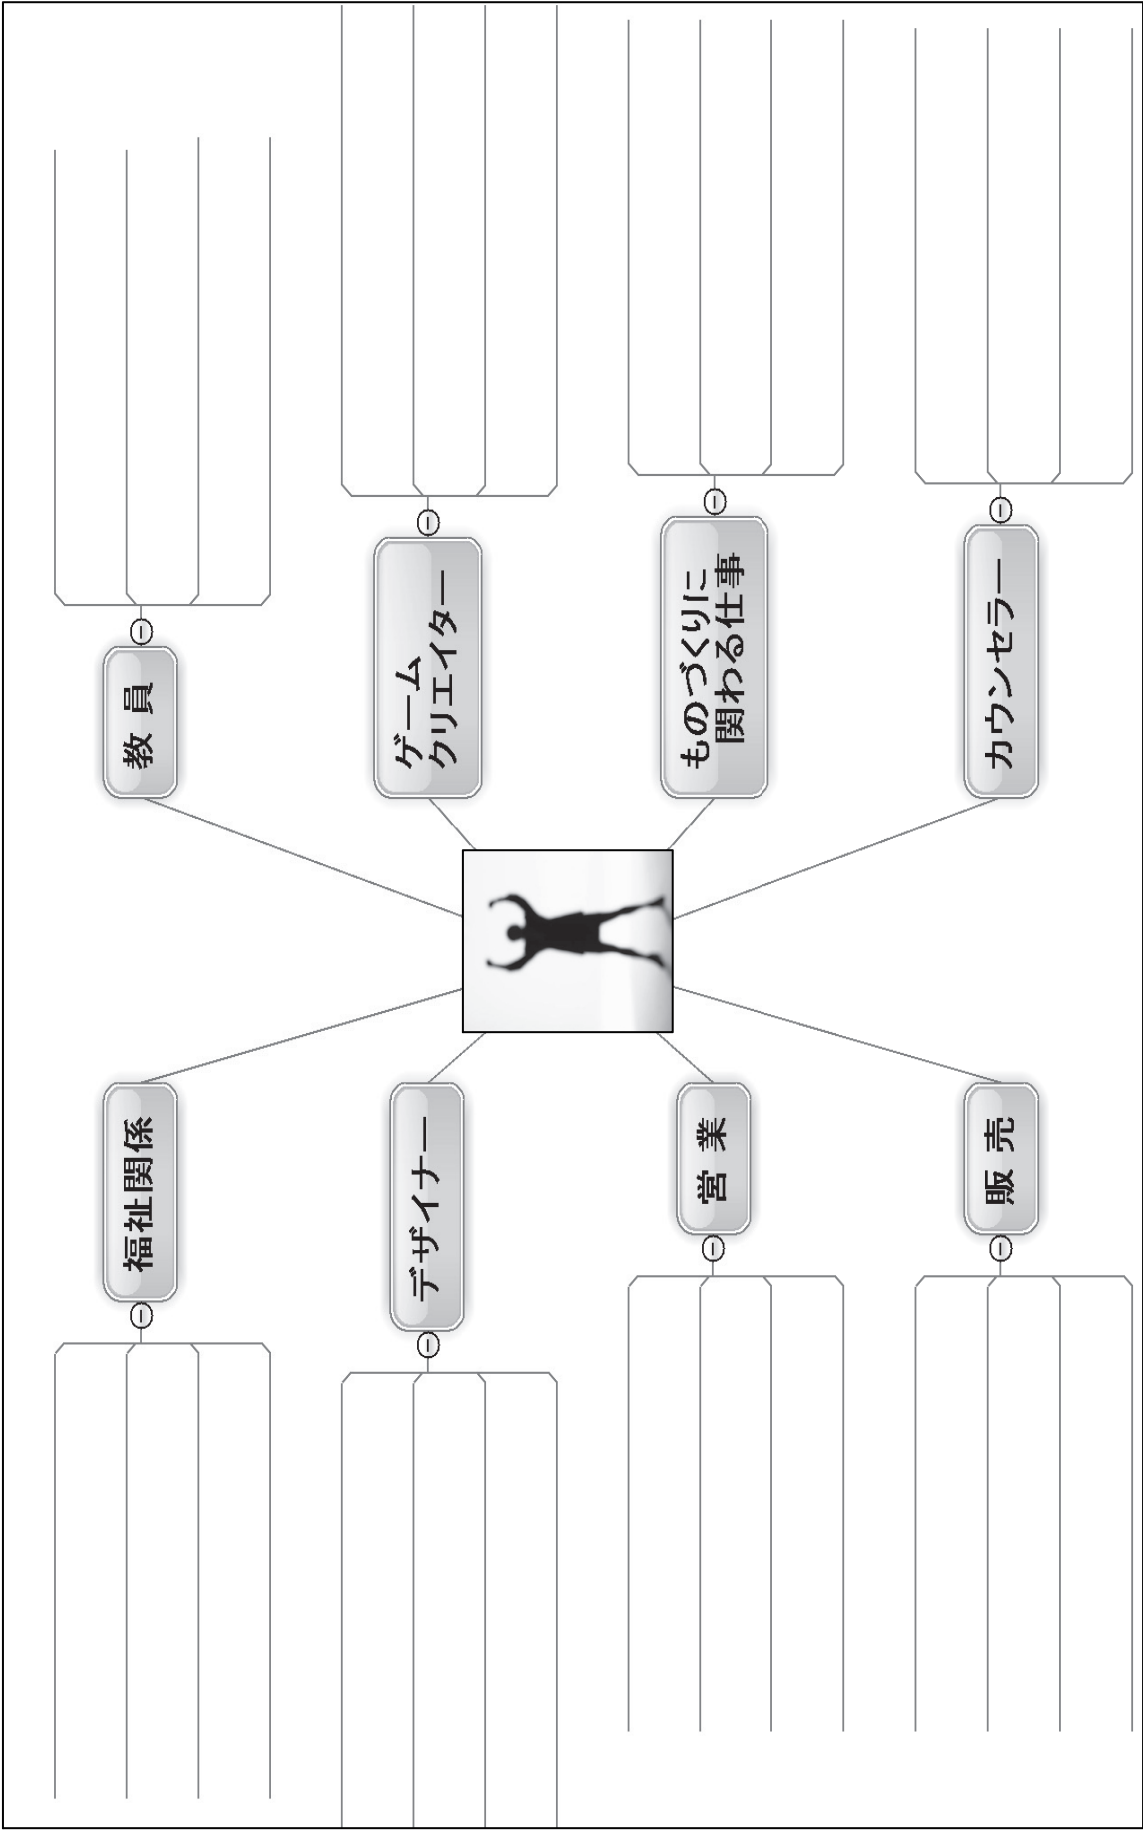 福祉関係
デザイナー
営 業
販 売
教 員
ゲーム
クリエイター
ものづくりに
関わる仕事
カウンセラー